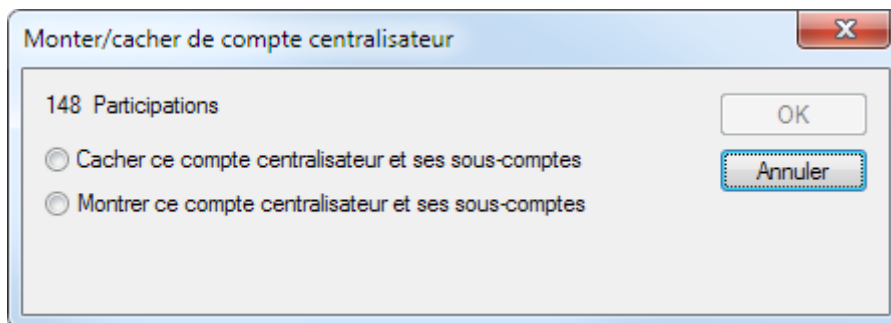 Monter/cacher de compte centralisateur
148 Participations
OK
Cacher ce compte centralisateur et ses sous-comptes
Annuler
Montrer ce compte centralisateur et ses sous-comptes